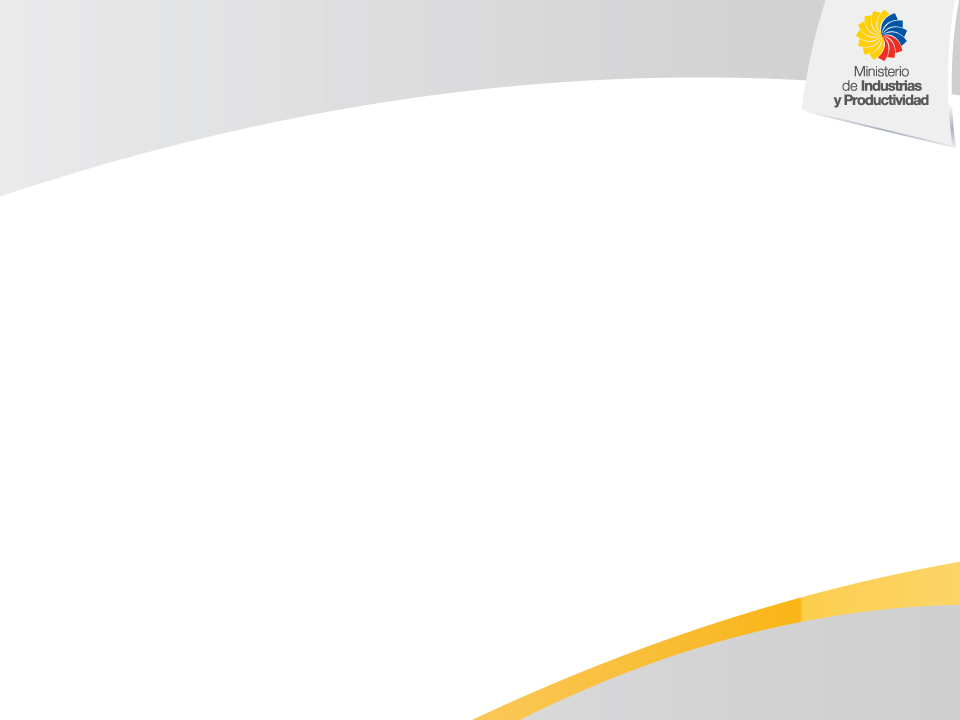 Ministerio
de Industrias
y Productividad